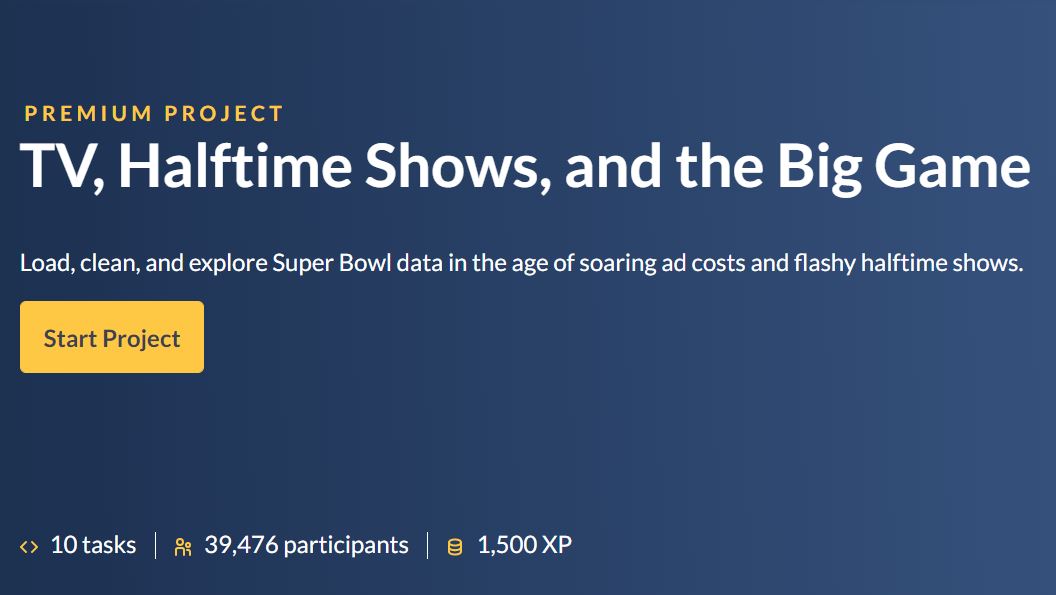 PREMIUM PROJECT
TV, Halftime Shows, and the Big Game
Load, clean, and explore Super Bowl data in the age of soaring ad costs and flashy halftime shows.
Start Project
10 tasks 39,476 participants 1,500 XP